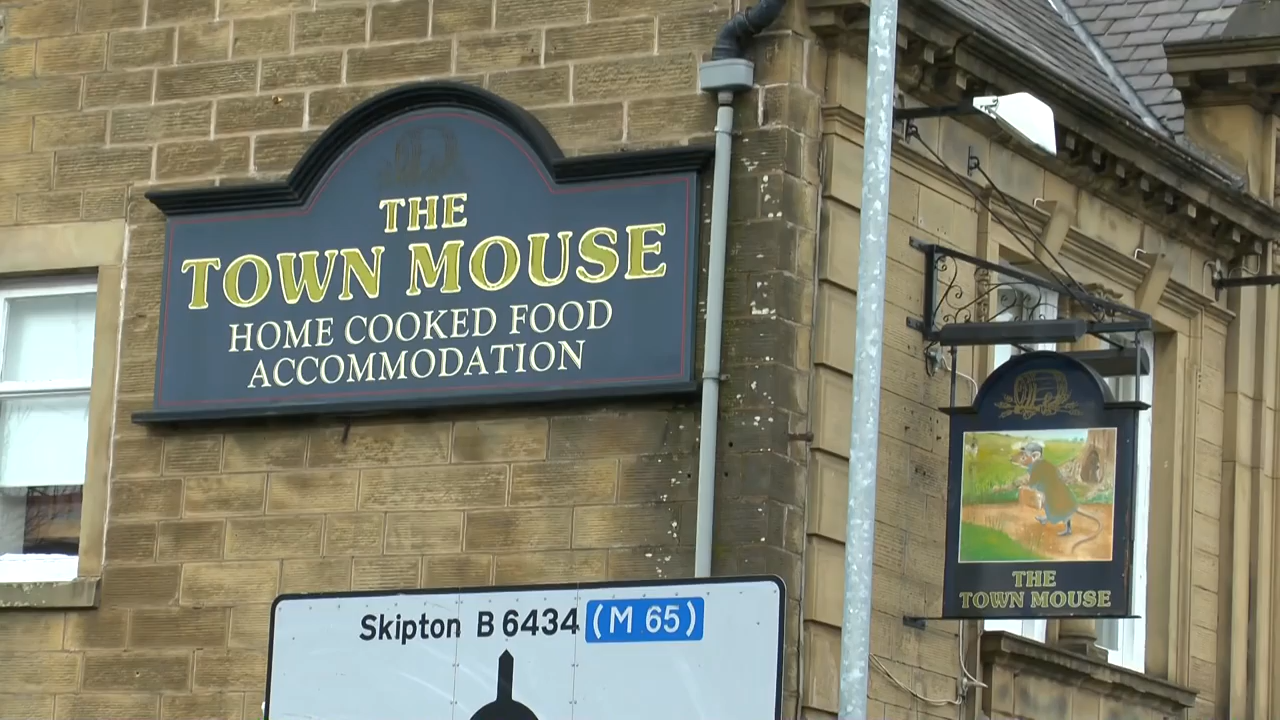 THE
TOWN MOUSE
HOME COOKED FOOD
ACCOMMODATION
THE
TOWN MOUSE
Skipton B 6434 (M 65)